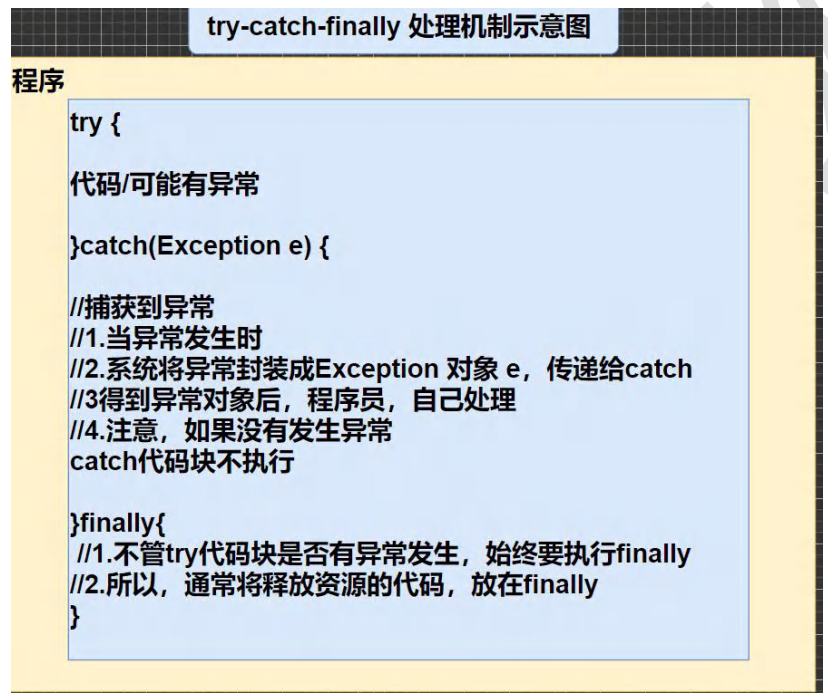 try-catch-finally 处理机制示意图
程序
try {
代码/可能有异常
}catch(Exception e) {
//捕获到异常
//1.当异常发生时
//2.系统将异常封装成Exception 对象 e，传递给catch
//3得到异常对象后，程序员，自己处理
//4.注意，如果没有发生异常
catch代码块不执行
}finally{
//1.不管try代码块是否有异常发生，始终要执行finally
//2.所以，通常将释放资源的代码，放在finally
}